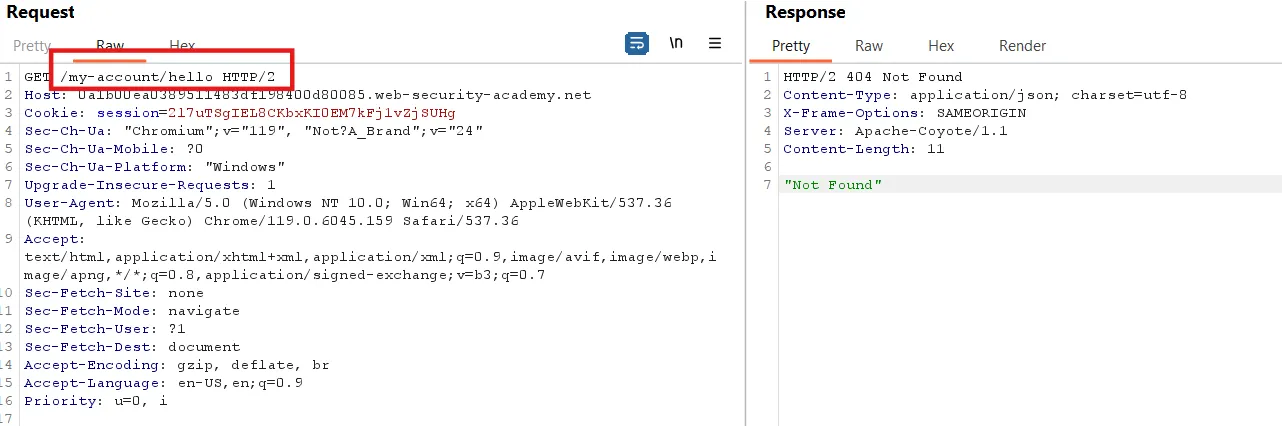 Request
Pretty Raw Hex
\n
1 GET /my-account/hello HTTP/2
2 Host: 0a1b00ea0389511483df198400d80085.web-security-academy.net
3 Cookie: session=2l7uTSgIEL8CKbxKI0EM7kFj1vZjSUHg
4 Sec-Ch-Ua: "Chromium";v="119", "Not?A_Brand";v="24"
5 Sec-Ch-Ua-Mobile: ?0
6 Sec-Ch-Ua-Platform: "Windows"
7 Upgrade-Insecure-Requests: 1
8 User-Agent: Mozilla/5.0 (Windows NT 10.0; Win64; x64) AppleWebKit/537.36
(KHTML, like Gecko) Chrome/119.0.6045.159 Safari/537.36
9 Accept:
text/html,application/xhtml+xml,application/xml;q=0.9,image/avif,image/webp,i
mage/apng,*/*;q=0.8,application/signed-exchange;v=b3;q=0.7
10 Sec-Fetch-Site: none
11 Sec-Fetch-Mode: navigate
12 Sec-Fetch-User: ?1
13 Sec-Fetch-Dest: document
14 Accept-Encoding: gzip, deflate, br
15 Accept-Language: en-US,en;q=0.9
16 Priority: u=0, i
17
Response
Pretty Raw Hex Render
1 HTTP/2 404 Not Found
2 Content-Type: application/json; charset=utf-8
3 X-Frame-Options: SAMEORIGIN
4 Server: Apache-Coyote/1.1
5 Content-Length: 11
6
7 "Not Found"